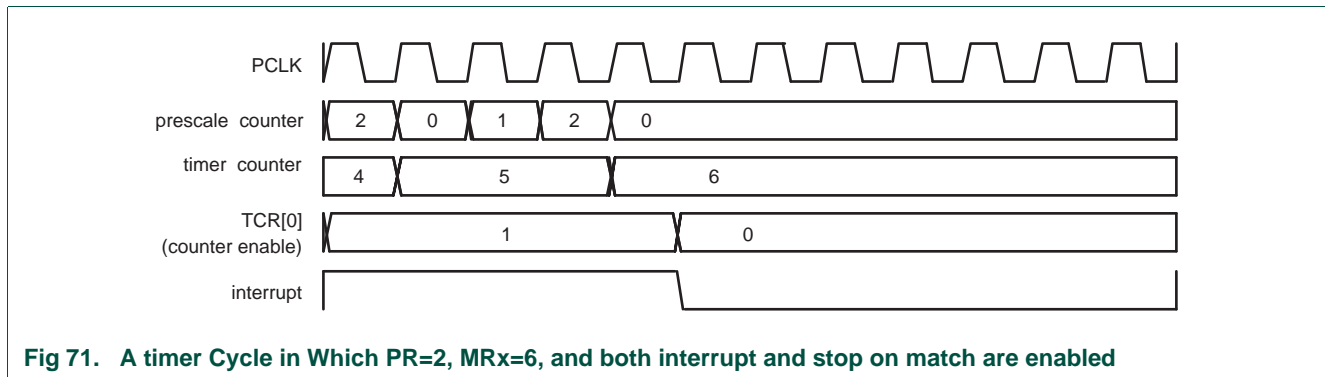 PCLK
prescale counter
2 0 1 2 0
timer counter
4 5 6
TCR[0]
(counter enable)
1 0
interrupt
Fig 71. A timer Cycle in Which PR=2, MRx=6, and both interrupt and stop on match are enabled